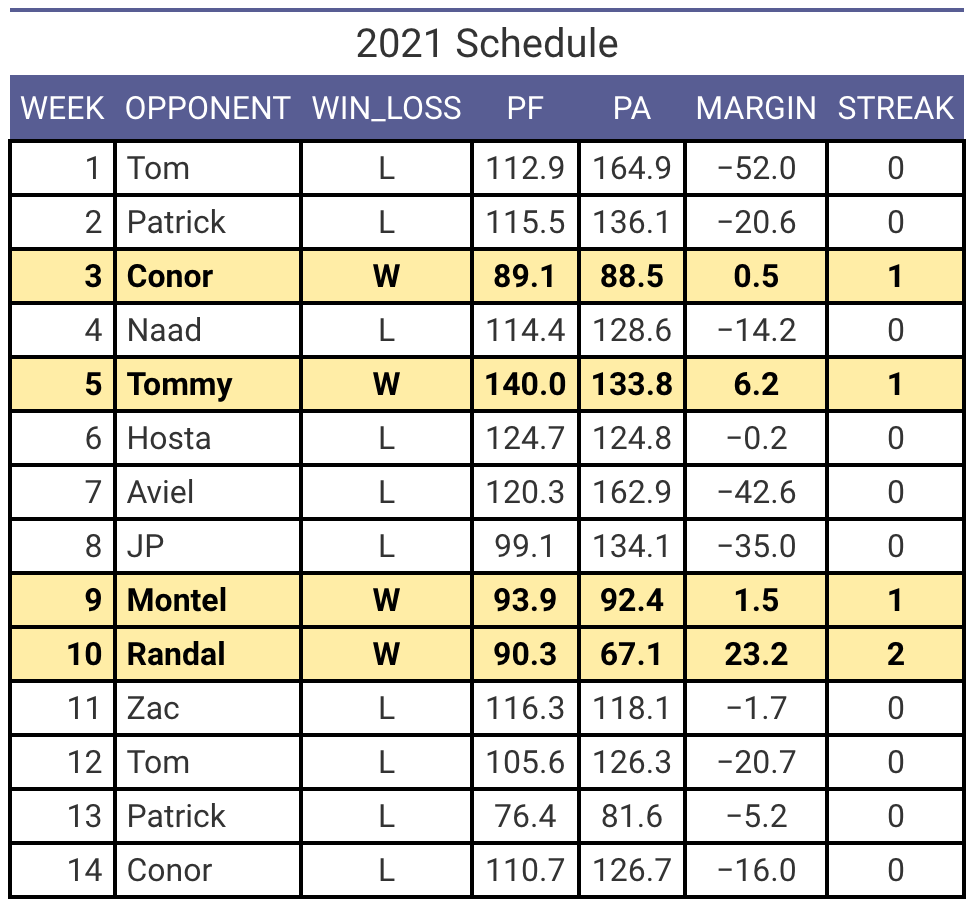 2021 Schedule
WEEK OPPONENT WIN_LOSS PF PA MARGIN STREAK
1 Tom L 112.9 164.9 −52.0 0
2 Patrick L 115.5 136.1 −20.6 0
3 Conor W 89.1 88.5 0.5 1
4 Naad L 114.4 128.6 −14.2 0
5 Tommy W 140.0 133.8 6.2 1
6 Hosta L 124.7 124.8 −0.2 0
7 Aviel L 120.3 162.9 −42.6 0
8 JP L 99.1 134.1 −35.0 0
9 Montel W 93.9 92.4 1.5 1
10 Randal W 90.3 67.1 23.2 2
11 Zac L 116.3 118.1 −1.7 0
12 Tom L 105.6 126.3 −20.7 0
13 Patrick L 76.4 81.6 −5.2 0
14 Conor L 110.7 126.7 −16.0 0